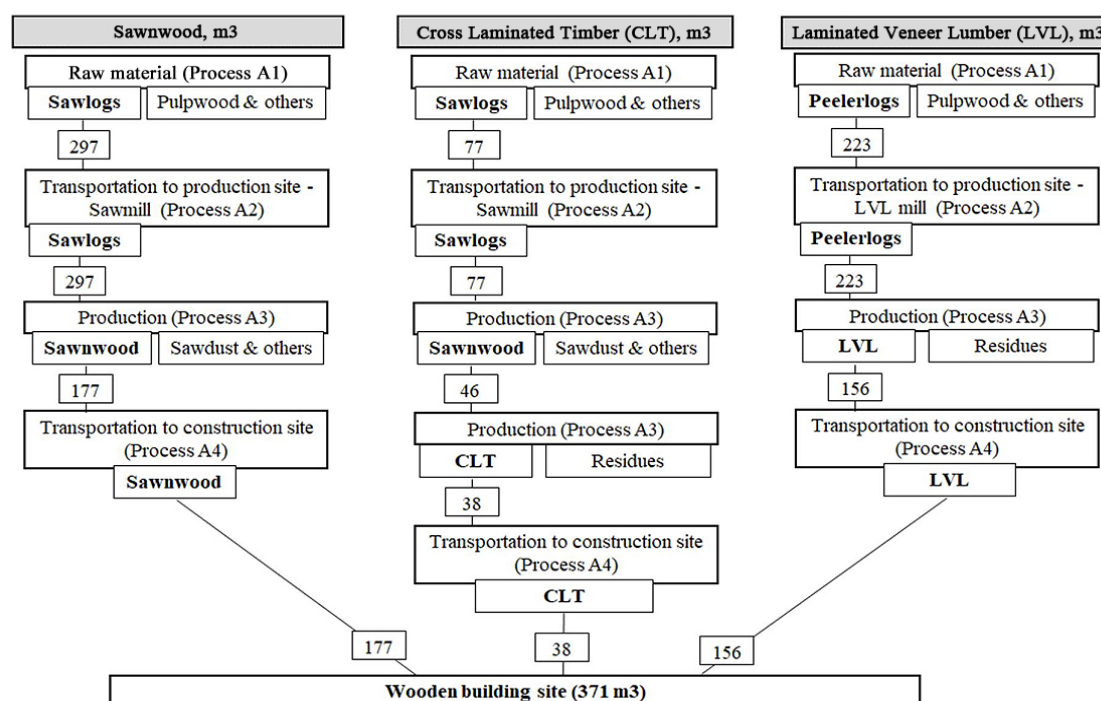 Sawnwood, m3
Raw material (Process A1)
Sawlogs
Pulpwood & others
297
Transportation to production site -
Sawmill (Process A2)
Sawlogs
297
Production (Process A3)
Sawnwood
Sawdust & others
177
Transportation to construction site
(Process A4)
Sawnwood
177
Cross Laminated Timber (CLT), m3
Raw material (Process A1)
Sawlogs
Pulpwood & others
77
Transportation to production site -
Sawmill (Process A2)
Sawlogs
77
Production (Process A3)
Sawnwood
Sawdust & others
46
Production (Process A3)
CLT
Residues
38
Transportation to construction site
(Process A4)
CLT
38
Laminated Veneer Lumber (LVL), m3
Raw material (Process A1)
Peelerlogs
Pulpwood & others
223
Transportation to production site -
LVL mill (Process A2)
Peelerlogs
223
Production (Process A3)
LVL
Residues
156
Transportation to construction site
(Process A4)
LVL
156
Wooden building site (371 m3)